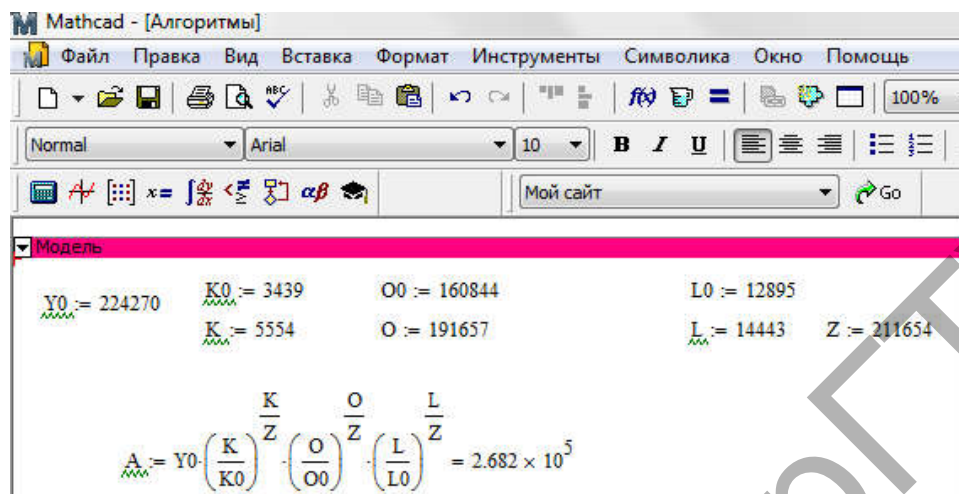 Mathcad - [Алгоритмы]
Файл Правка Вид Вставка Формат Инструменты Символика Окно Помощь
100%
Normal Arial 10 B I U
Мой сайт Go
Модель
Y0 := 224270 K0 := 3439 O0 := 160844 L0 := 12895
K := 5554 O := 191657 L := 14443 Z := 211654
A := Y0·(K/K0)^(K/Z)·(O/O0)^(O/Z)·(L/L0)^(L/Z) = 2.682 × 10^5